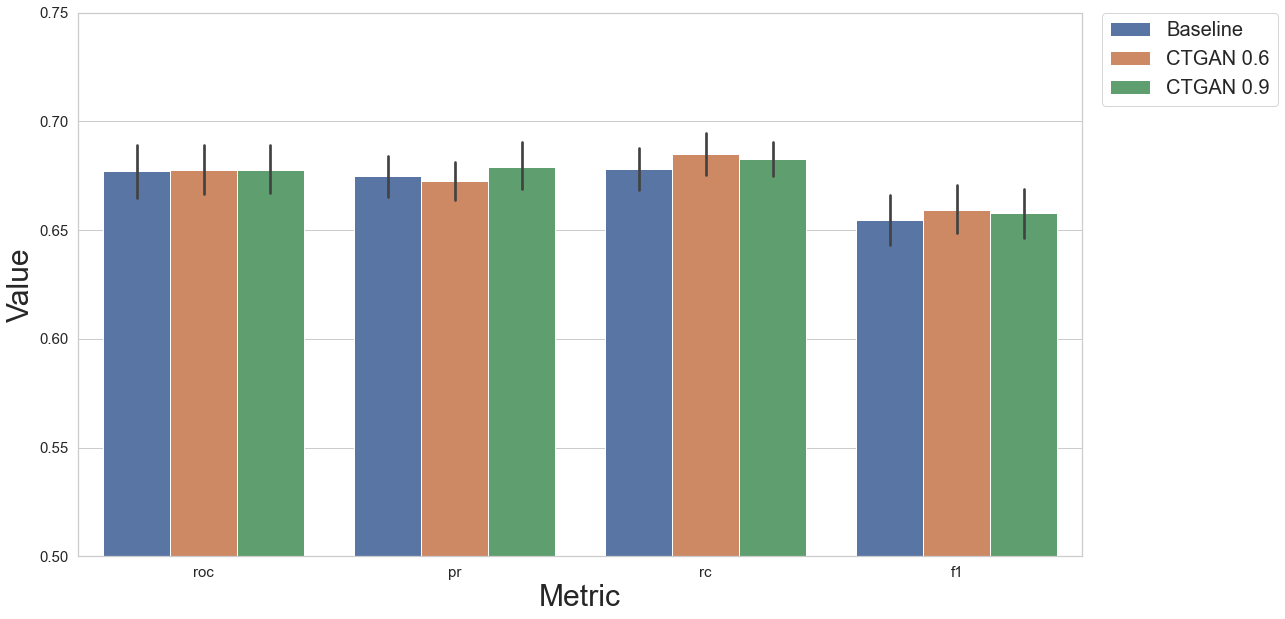 0.75
0.70
0.65
0.60
0.55
0.50
Value
roc
pr
rc
f1
Metric
Baseline
CTGAN 0.6
CTGAN 0.9